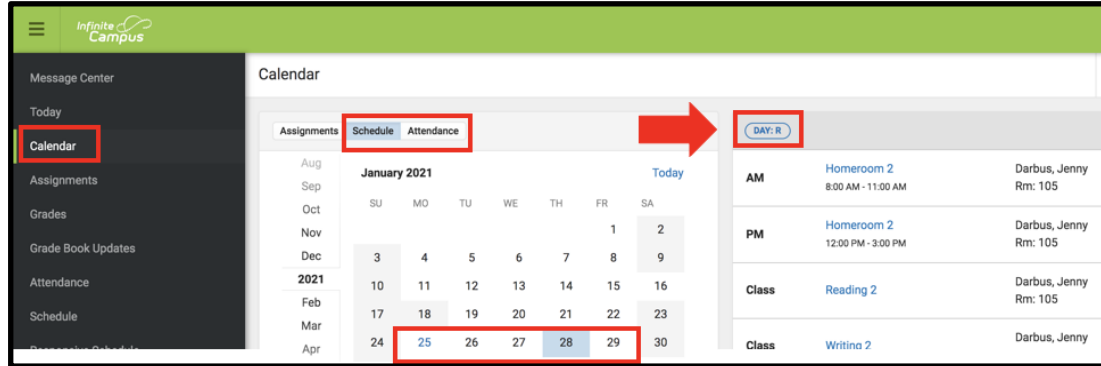 Infinite
Campus
Message Center
Today
Calendar
Assignments
Grades
Grade Book Updates
Attendance
Schedule
Responsive Schedule
Calendar
Assignments Schedule Attendance
Aug
Sep
Oct
Nov
Dec
2021
Feb
Mar
Apr
January 2021 Today
SU MO TU WE TH FR SA
1 2
3 4 5 6 7 8 9
10 11 12 13 14 15 16
17 18 19 20 21 22 23
24 25 26 27 28 29 30
DAY: R
AM Homeroom 2 Darbus, Jenny
8:00 AM - 11:00 AM Rm: 105
PM Homeroom 2 Darbus, Jenny
12:00 PM - 3:00 PM Rm: 105
Class Reading 2 Darbus, Jenny
Rm: 105
Class Writing 2 Darbus, Jenny